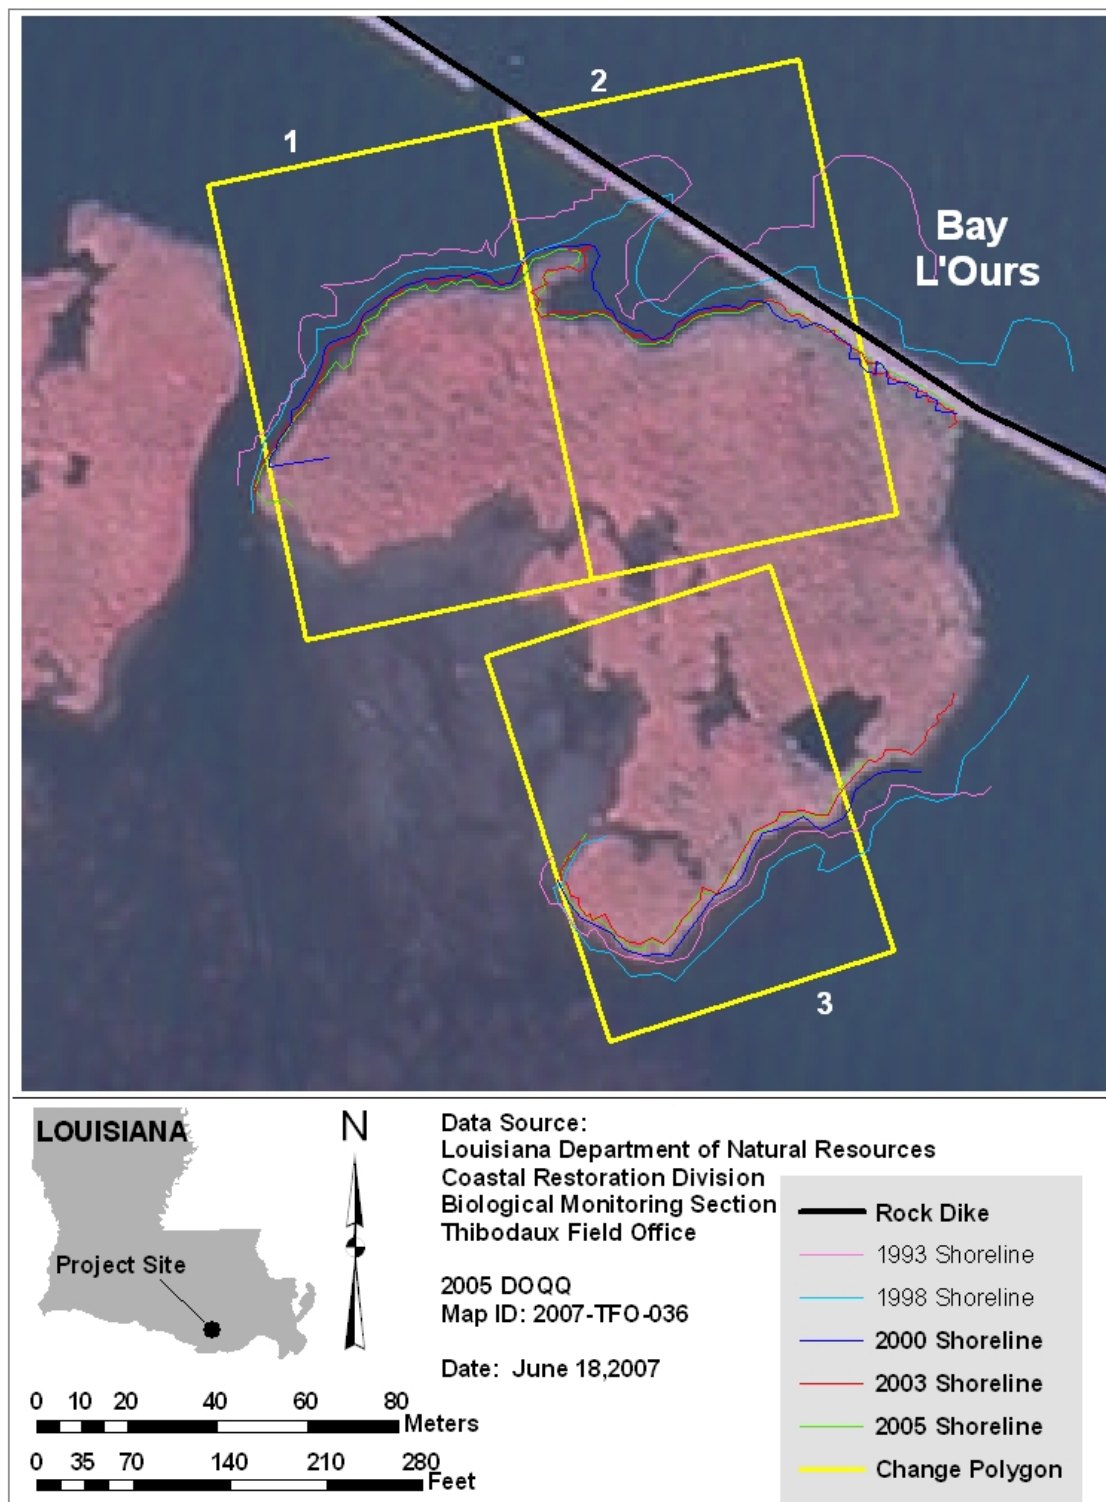 2
1
Bay
L'Ours
3
LOUISIANA
Project Site
N
Data Source:
Louisiana Department of Natural Resources
Coastal Restoration Division
Biological Monitoring Section
Thibodaux Field Office
2005 DOQQ
Map ID: 2007-TFO-036
Date: June 18,2007
0 10 20 40 60 80
Meters
0 35 70 140 210 280
Feet
Rock Dike
1993 Shoreline
1998 Shoreline
2000 Shoreline
2003 Shoreline
2005 Shoreline
Change Polygon